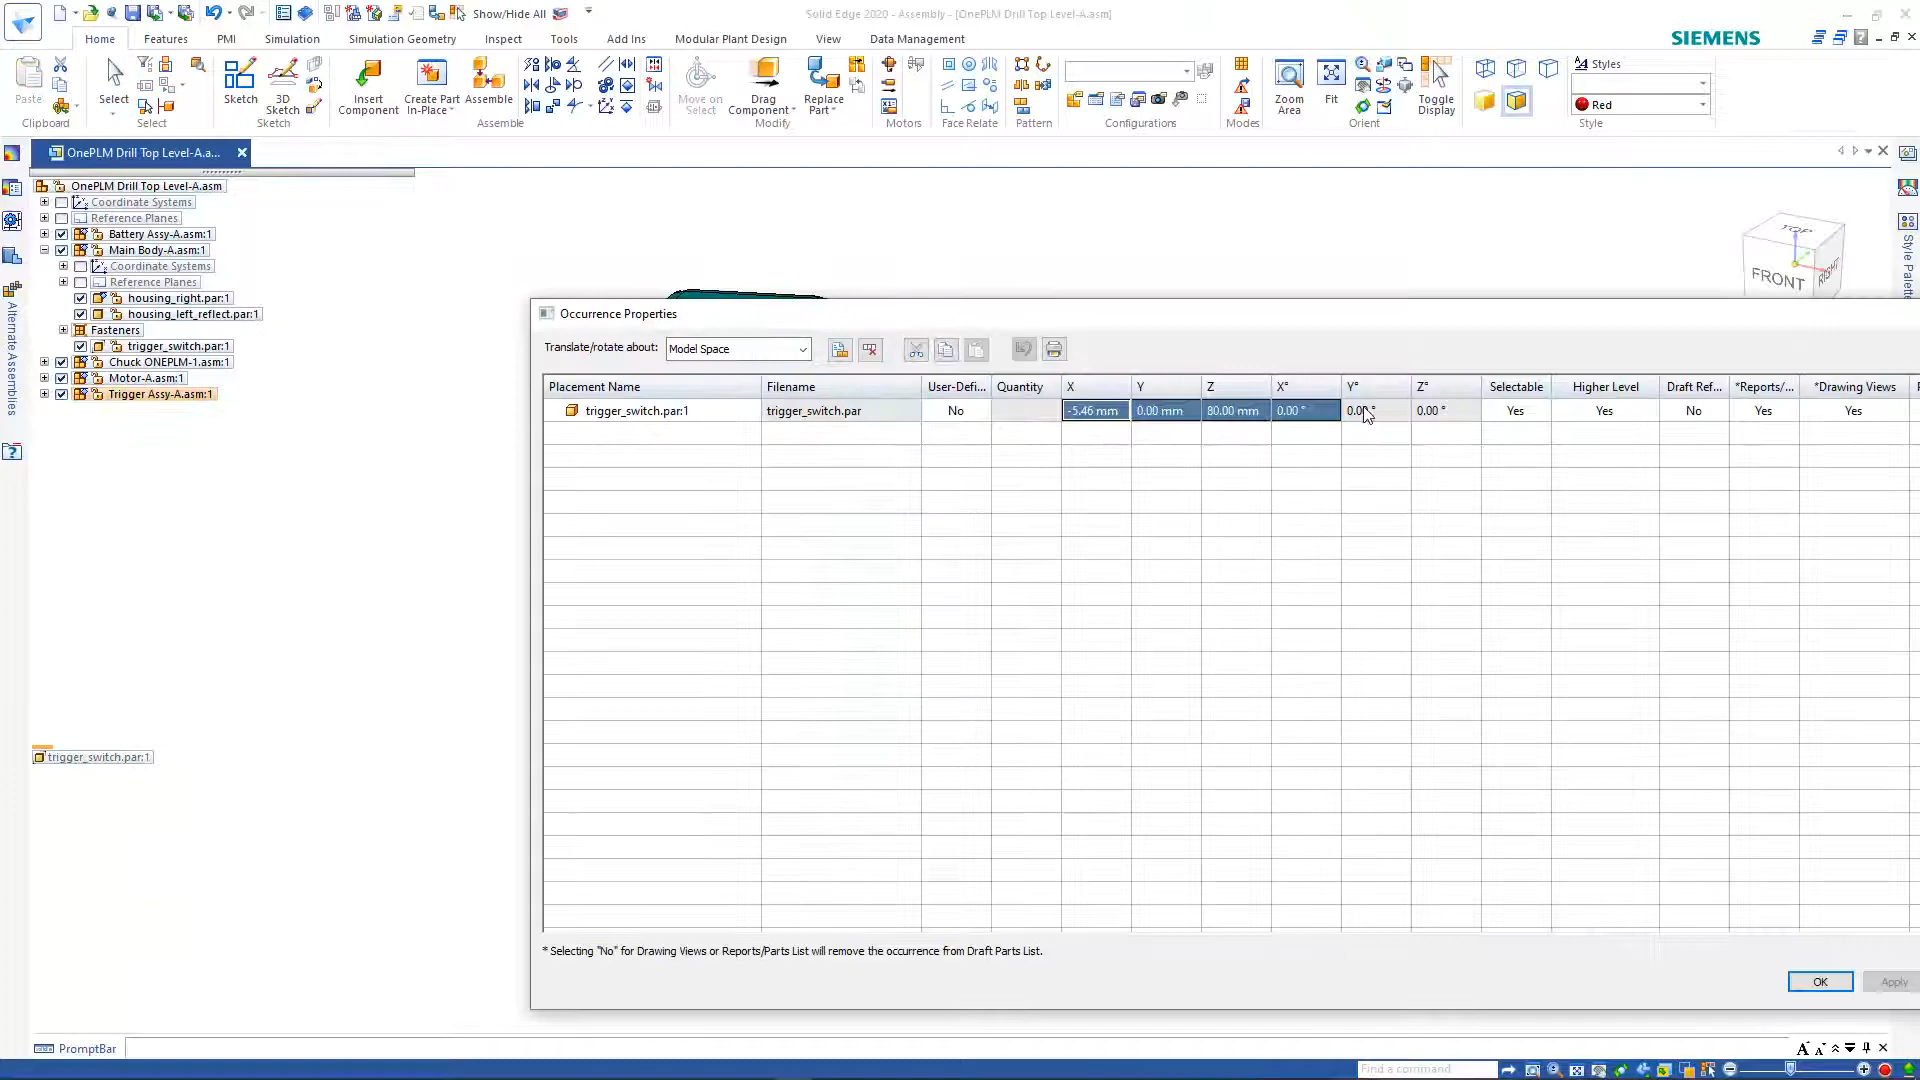 Show/Hide All
Solid Edge 2020 - Assembly - [OnePLM Drill Top Level-A.asm]
Home Features PMI Simulation Simulation Geometry Inspect Tools Add Ins Modular Plant Design View Data Management
SIEMENS
Paste
Clipboard
Select
Select
Sketch
3D Sketch
Sketch
Insert Component
Create Part In-Place
Assemble
Assemble
Move on Select
Drag Component
Replace Part
Modify
Motors
Face Relate
Pattern
Configurations
Modes
Zoom Area
Fit
Orient
Toggle Display
Styles
Red
Style
OnePLM Drill Top Level-A.a...
OnePLM Drill Top Level-A.asm
Coordinate Systems
Reference Planes
Battery Assy-A.asm:1
Main Body-A.asm:1
Coordinate Systems
Reference Planes
housing_right.par:1
housing_left_reflect.par:1
Fasteners
trigger_switch.par:1
Chuck ONEPLM-1.asm:1
Motor-A.asm:1
Trigger Assy-A.asm:1
Alternate Assemblies
trigger_switch.par:1
TOP
FRONT
RIGHT
Style Palette
Occurrence Properties
Translate/rotate about: Model Space
Placement Name Filename User-Defi... Quantity X Y Z X° Y° Z° Selectable Higher Level Draft Ref... *Reports/... *Drawing Views
trigger_switch.par:1 trigger_switch.par No -5.46 mm 0.00 mm 80.00 mm 0.00 ° 0.00 ° 0.00 ° Yes Yes No Yes Yes
* Selecting "No" for Drawing Views or Reports/Parts List will remove the occurrence from Draft Parts List.
OK Apply
PromptBar
Find a command